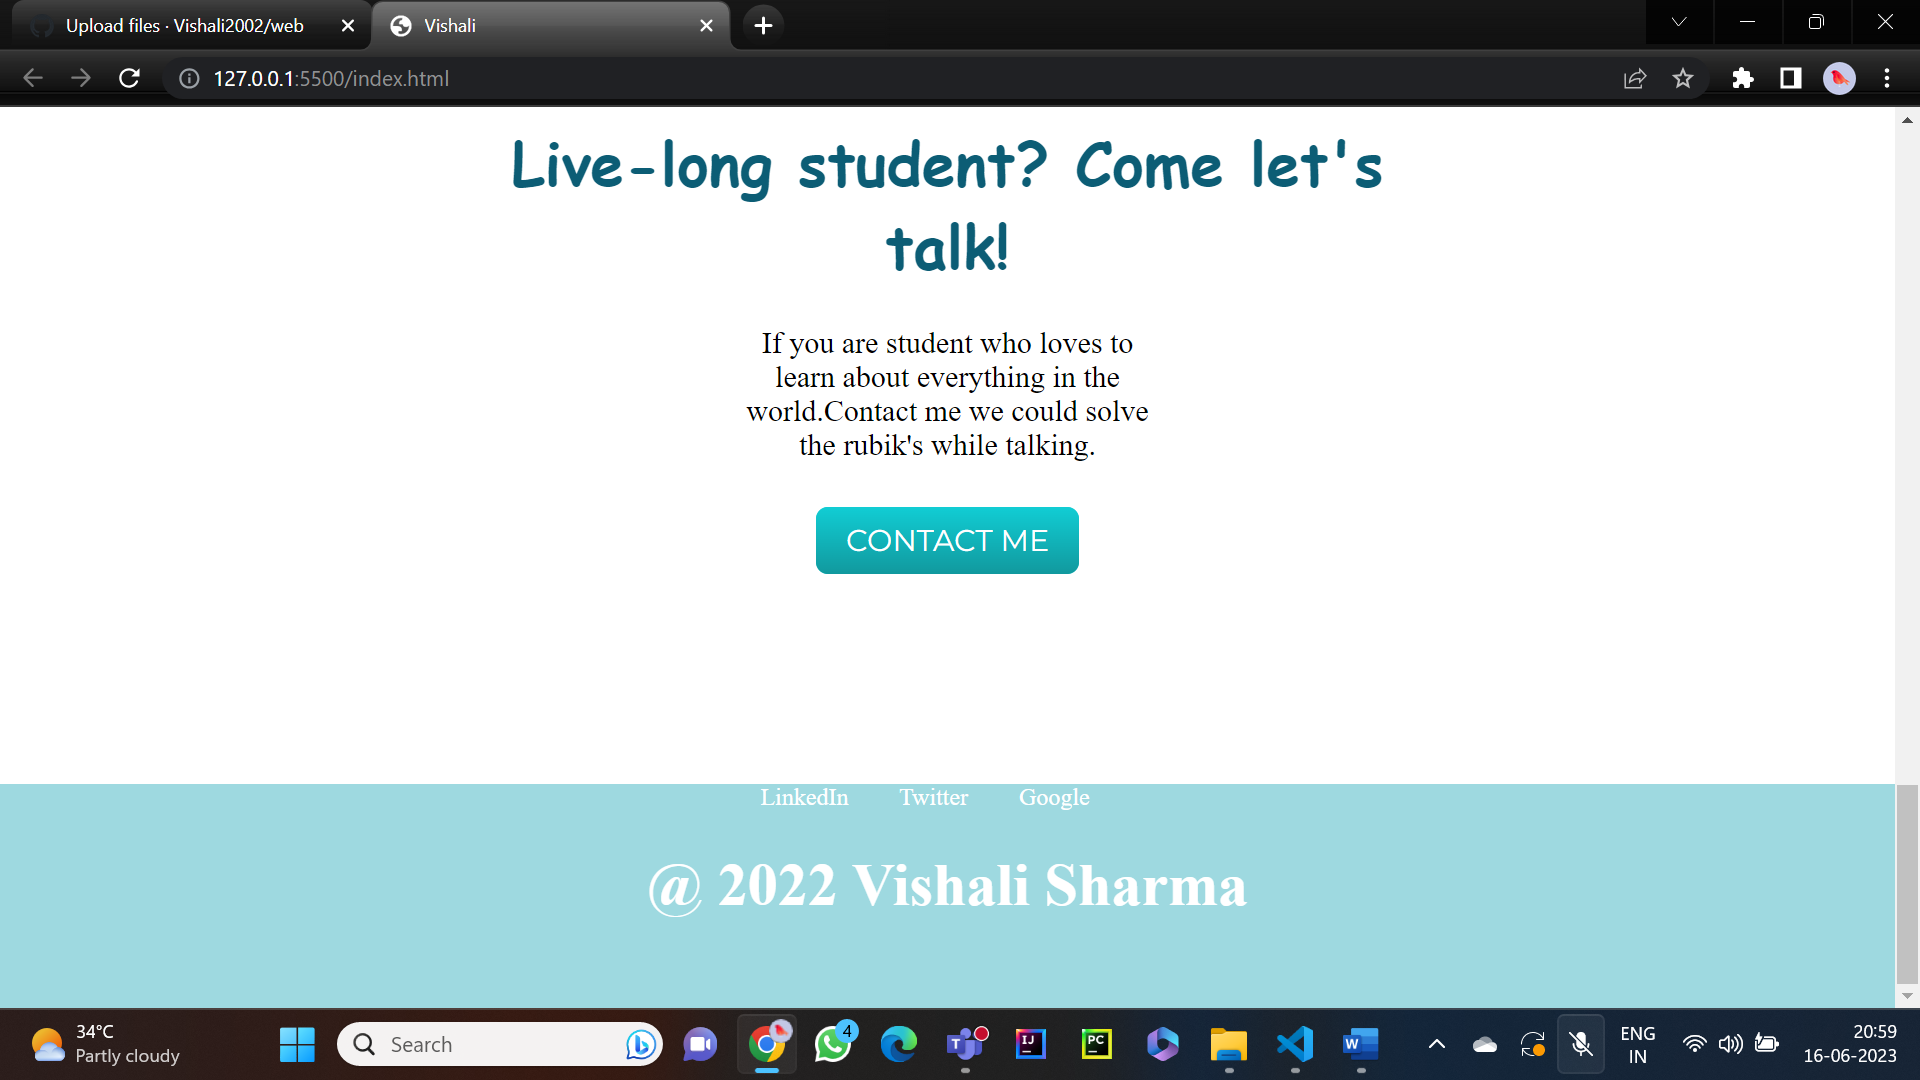 Upload files · Vishali2002/web
Vishali
127.0.0.1:5500/index.html
Live-long student? Come let's
talk!
If you are student who loves to
learn about everything in the
world.Contact me we could solve
the rubik's while talking.
CONTACT ME
LinkedIn Twitter Google
@ 2022 Vishali Sharma
34°C
Partly cloudy
Search
4
T
IJ
PC
W
ENG
IN
20:59
16-06-2023